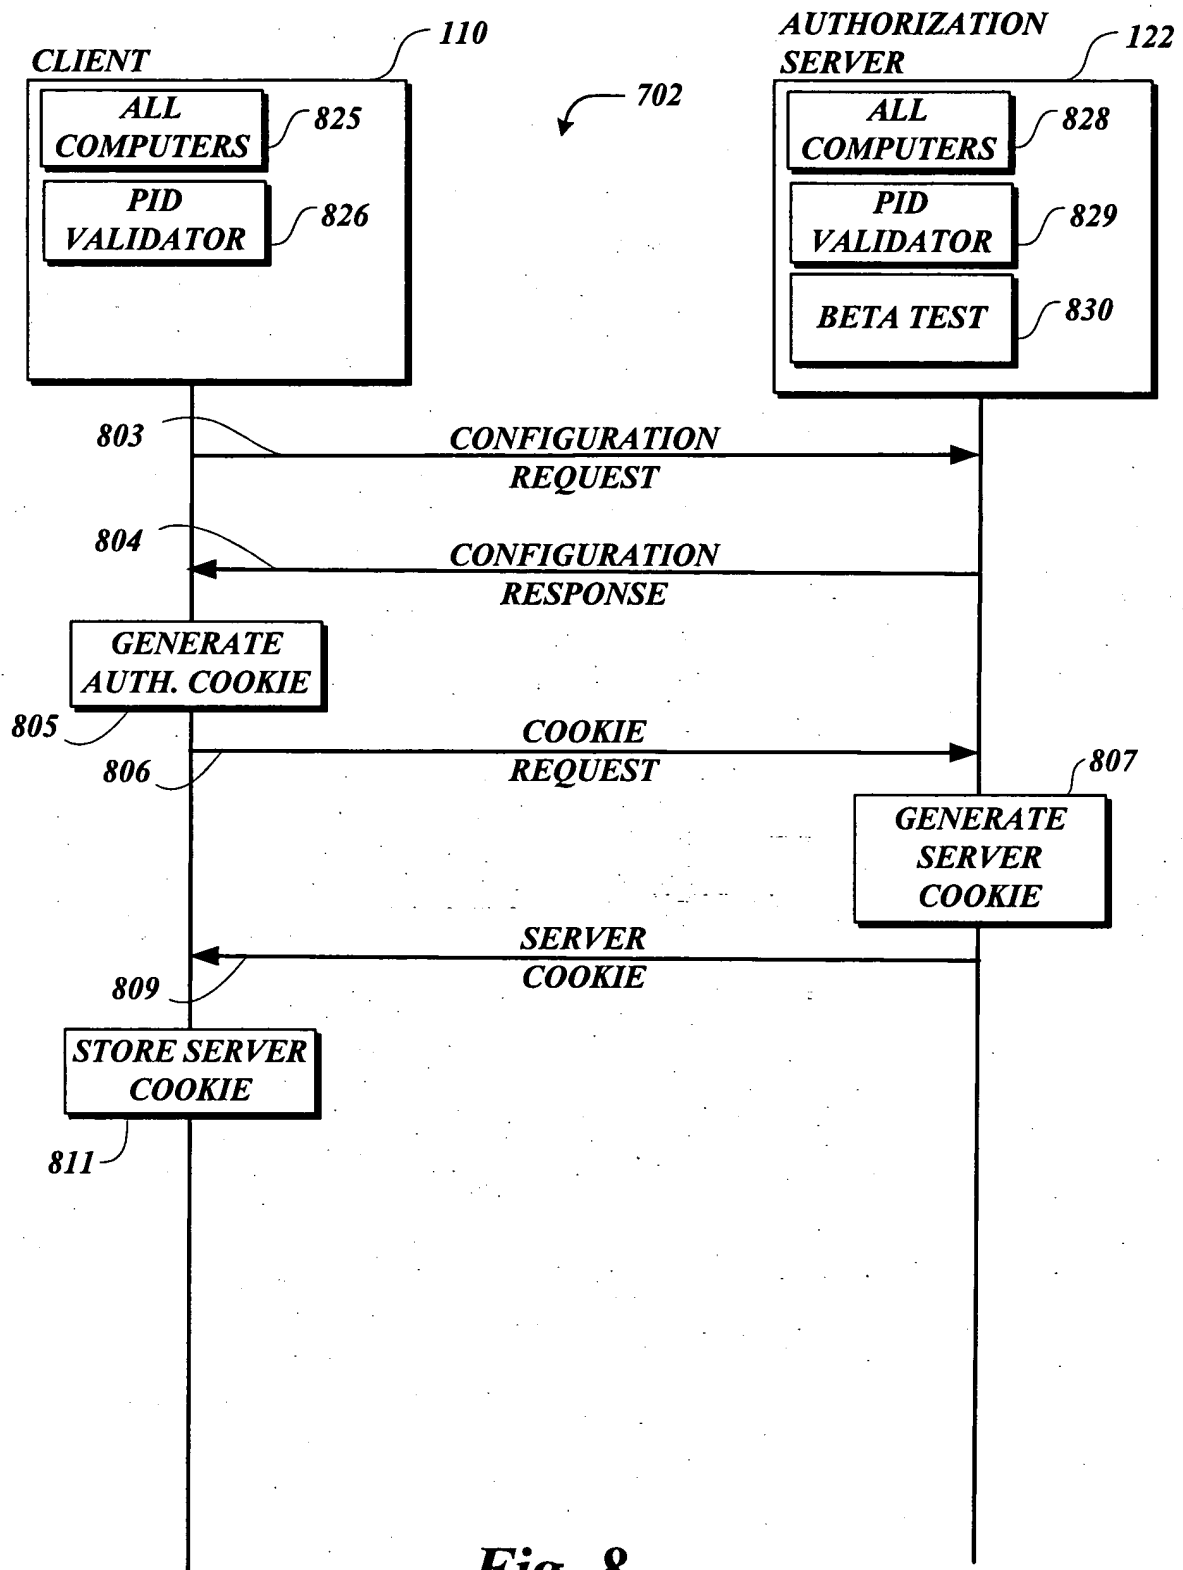 CLIENT
110
ALL
COMPUTERS
825
PID
VALIDATOR
826
702
AUTHORIZATION
SERVER
122
ALL
COMPUTERS
828
PID
VALIDATOR
829
BETA TEST
830
803
CONFIGURATION
REQUEST
804
CONFIGURATION
RESPONSE
GENERATE
AUTH. COOKIE
805
COOKIE
REQUEST
806
807
GENERATE
SERVER
COOKIE
SERVER
COOKIE
809
STORE SERVER
COOKIE
811
Fig. 8